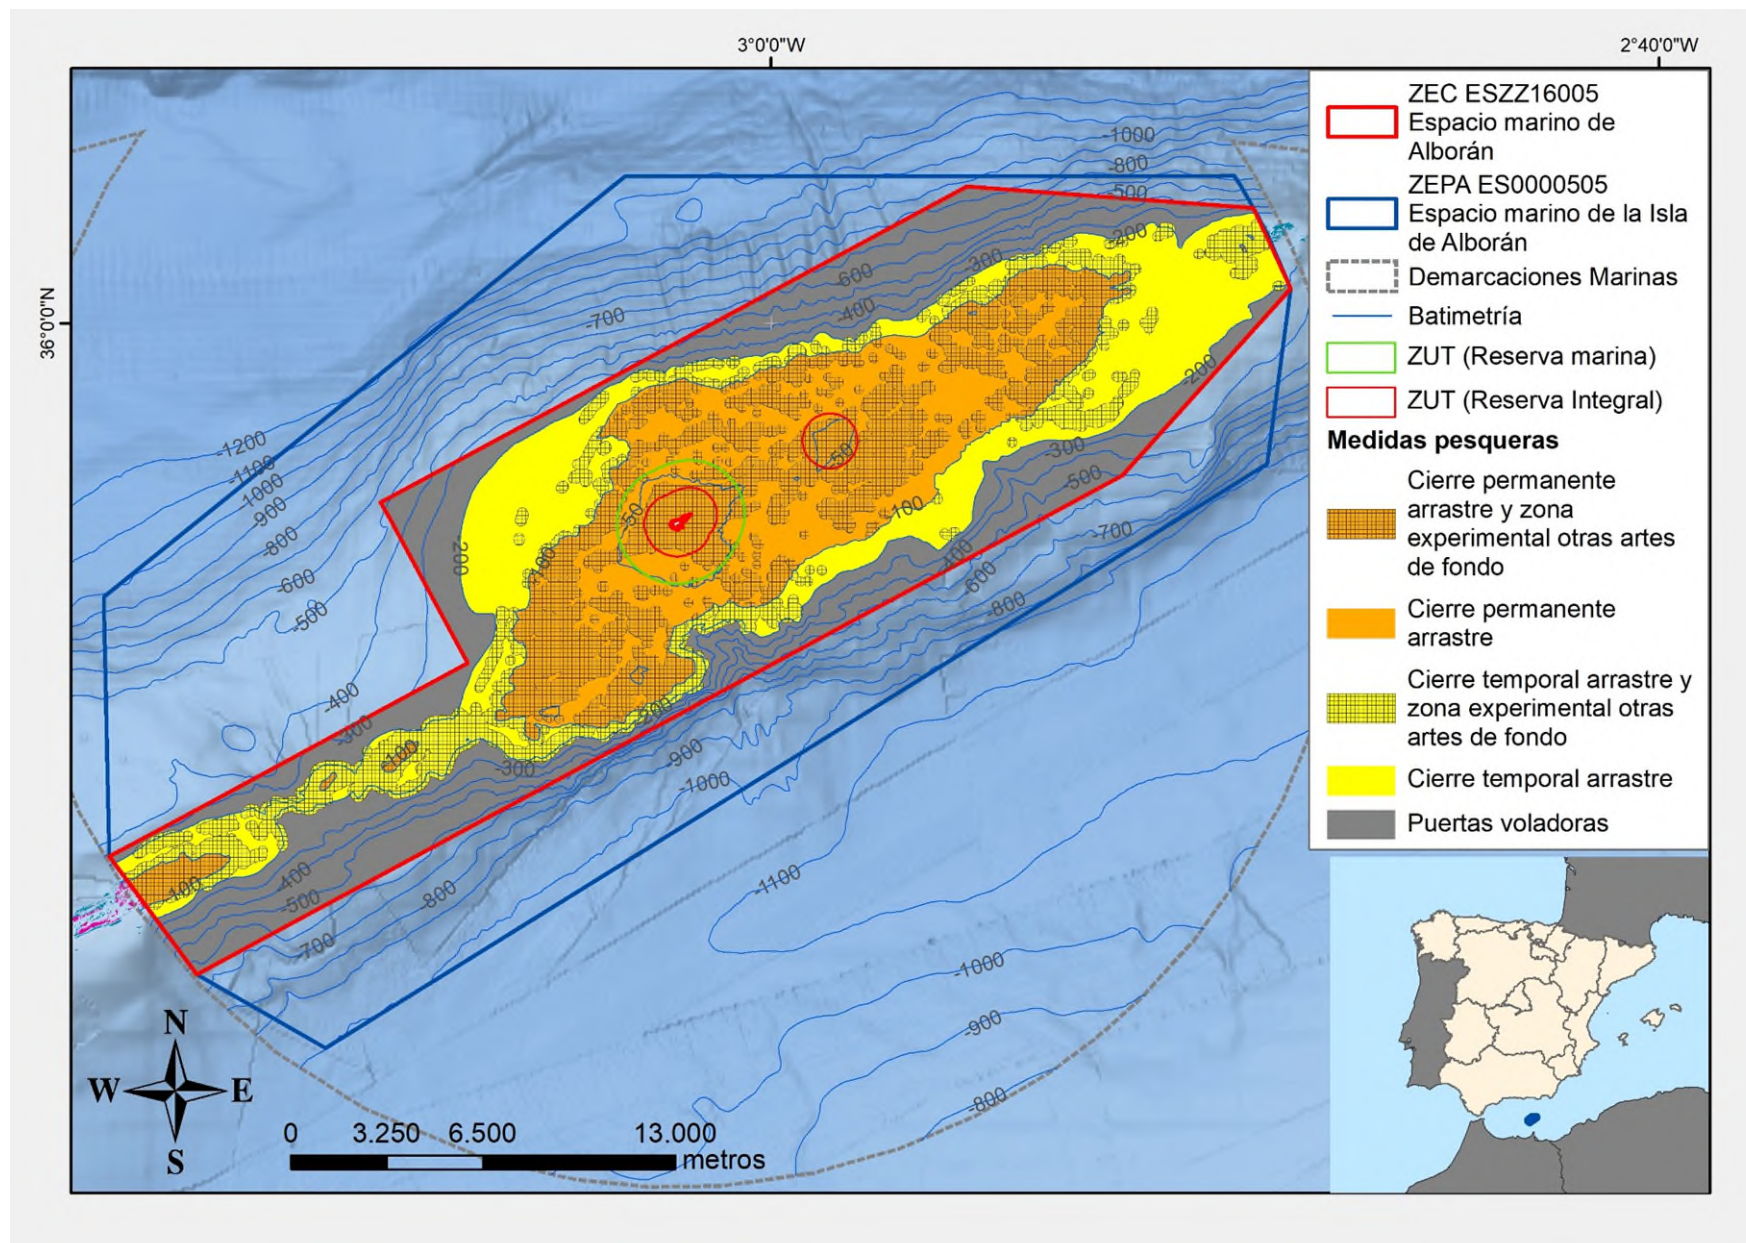 3°0'0"W
2°40'0"W
36°0'0"N
ZEC ESZZ16005
Espacio marino de
Alborán
ZEPA ES0000505
Espacio marino de la Isla
de Alborán
Demarcaciones Marinas
Batimetría
ZUT (Reserva marina)
ZUT (Reserva Integral)
Medidas pesqueras
Cierre permanente
arrastre y zona
experimental otras artes
de fondo
Cierre permanente
arrastre
Cierre temporal arrastre y
zona experimental otras
artes de fondo
Cierre temporal arrastre
Puertas voladoras
-1000
-800
-500
-200
-300
-600
-400
-700
-200
-1200
-1100
-1000
-900
-800
-600
-500
-50
-50
-300
-500
-100
-700
-200
-100
-400
-600
-800
-400
-300
-200
-100
-300
-900
-1000
-100
-400
-500
-800
-700
-1100
-1000
-900
-800
N
W
E
S
0
3.250
6.500
13.000
metros